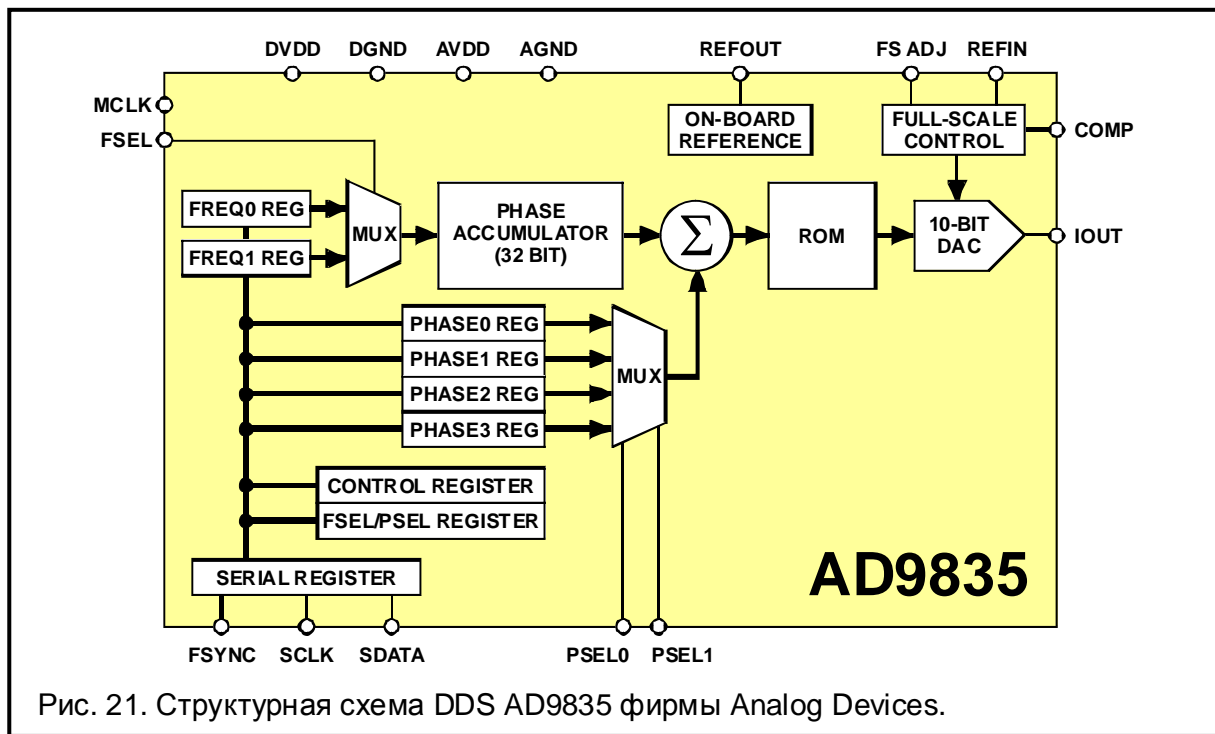 DVDD DGND AVDD AGND REFOUT FS ADJ REFIN
MCLK
FSEL
ON-BOARD
REFERENCE
FULL-SCALE
CONTROL
COMP
FREQ0 REG
FREQ1 REG
MUX
PHASE
ACCUMULATOR
(32 BIT)
Σ
ROM
10-BIT
DAC
IOUT
PHASE0 REG
PHASE1 REG
PHASE2 REG
PHASE3 REG
MUX
CONTROL REGISTER
FSEL/PSEL REGISTER
SERIAL REGISTER
AD9835
FSYNC SCLK SDATA PSEL0 PSEL1
Рис. 21. Структурная схема DDS AD9835 фирмы Analog Devices.